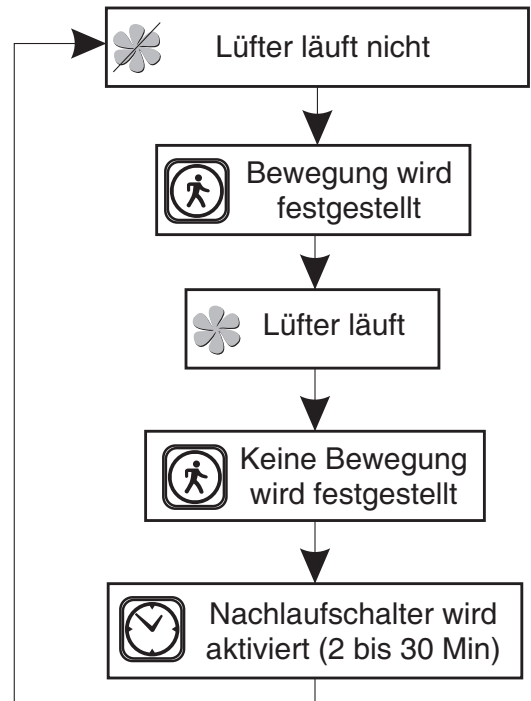 Lüfter läuft nicht
Bewegung wird
festgestellt
Lüfter läuft
Keine Bewegung
wird festgestellt
Nachlaufschalter wird
aktiviert (2 bis 30 Min)